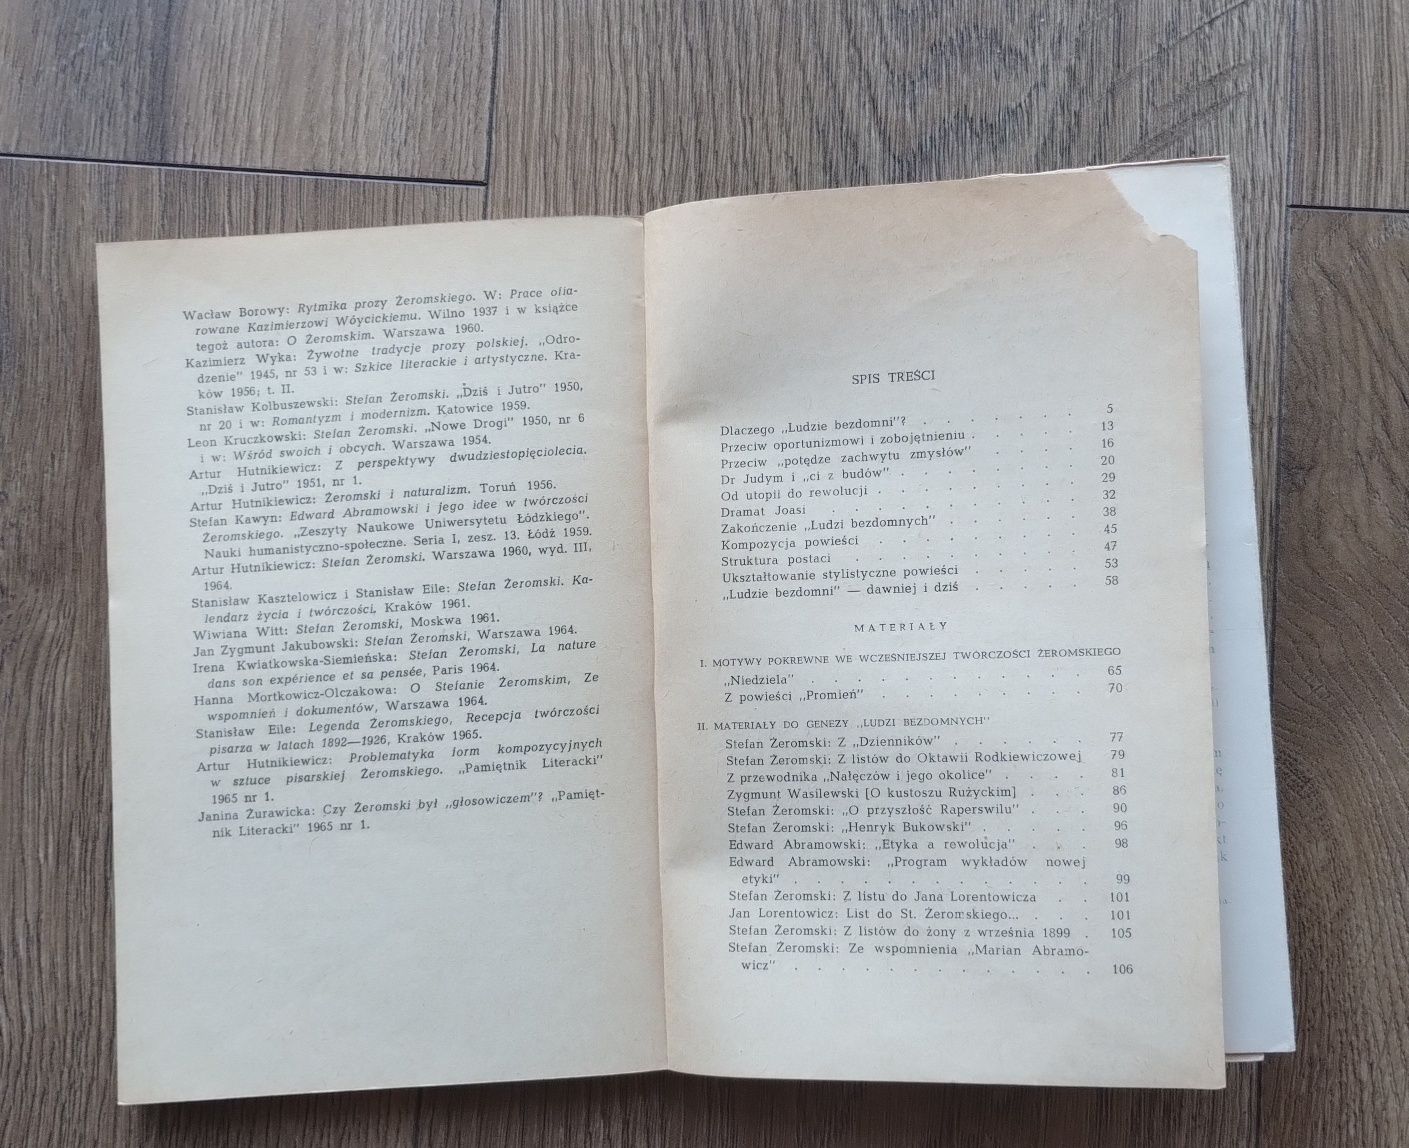 Wacław Borowy: Rytmika prozy Żeromskiego. W: Prace ofia-
rowane Kazimierzowi Wóycickiemu. Wilno 1937 i w książce
tegoż autora: O Żeromskim. Warszawa 1960.
Kazimierz Wyka: Żywotne tradycje prozy polskiej. „Odro-
dzenie" 1945, nr 53 i w: Szkice literackie i artystyczne. Kra-
ków 1956; t. II.
Stanisław Kolbuszewski: Stefan Żeromski. „Dziś i Jutro" 1950,
nr 20 i w: Romantyzm i modernizm. Katowice 1959.
Leon Kruczkowski: Stefan Żeromski. „Nowe Drogi" 1950, nr 6
i w: Wśród swoich i obcych. Warszawa 1954.
Artur Hutnikiewicz: Z perspektywy dwudziestopięciolecia.
„Dziś i Jutro" 1951, nr 1.
Artur Hutnikiewicz: Żeromski i naturalizm. Toruń 1956.
Stefan Kawyn: Edward Abramowski i jego idee w twórczości
Żeromskiego. „Zeszyty Naukowe Uniwersytetu Łódzkiego".
Nauki humanistyczno-społeczne. Seria I, zesz. 13. Łódź 1959.
Artur Hutnikiewicz: Stefan Żeromski. Warszawa 1960, wyd. III,
1964.
Stanisław Kasztelowicz i Stanisław Eile: Stefan Żeromski. Ka-
lendarz życia i twórczości, Kraków 1961.
Wiwiana Witt: Stefan Żeromski, Moskwa 1961.
Jan Zygmunt Jakubowski: Stefan Żeromski, Warszawa 1964.
Irena Kwiatkowska-Siemieńska: Stefan Żeromski, La nature
dans son expérience et sa pensée, Paris 1964.
Hanna Mortkowicz-Olczakowa: O Stefanie Żeromskim, Ze
wspomnień i dokumentów, Warszawa 1964.
Stanisław Eile: Legenda Żeromskiego, Recepcja twórczości
pisarza w latach 1892—1926, Kraków 1965.
Artur Hutnikiewicz: Problematyka form kompozycyjnych
w sztuce pisarskiej Żeromskiego. „Pamiętnik Literacki"
1965 nr 1.
Janina Żurawicka: Czy Żeromski był „głosowiczem"? „Pamięt-
nik Literacki" 1965 nr 1.
SPIS TREŚCI
Dlaczego „Ludzie bezdomni"? . . . . . . . 5
Przeciw oportunizmowi i zobojętnieniu . . . . . 13
Przeciw „potędze zachwytu zmysłów" . . . . . 16
Dr Judym i „ci z budów" . . . . . . . . 20
Od utopii do rewolucji . . . . . . . . . 29
Dramat Joasi . . . . . . . . . . . 32
Zakończenie „Ludzi bezdomnych" . . . . . . 38
Kompozycja powieści . . . . . . . . . 45
Struktura postaci . . . . . . . . . . 47
Ukształtowanie stylistyczne powieści . . . . . 53
„Ludzie bezdomni" — dawniej i dziś . . . . . 58
MATERIAŁY
I. MOTYWY POKREWNE WE WCZEŚNIEJSZEJ TWÓRCZOŚCI ŻEROMSKIEGO
„Niedziela" . . . . . . . . . . . . 65
Z powieści „Promień" . . . . . . . . . 70
II. MATERIAŁY DO GENEZY „LUDZI BEZDOMNYCH"
Stefan Żeromski: Z „Dzienników" . . . . . . 77
Stefan Żeromski: Z listów do Oktawii Rodkiewiczowej 79
Z przewodnika „Nałęczów i jego okolice" . . . . 81
Zygmunt Wasilewski [O kustoszu Rużyckim] . . . 86
Stefan Żeromski: „O przyszłość Raperswilu" . . . 90
Stefan Żeromski: „Henryk Bukowski" . . . . . 96
Edward Abramowski: „Etyka a rewolucja" . . . 98
Edward Abramowski: „Program wykładów nowej
etyki" . . . . . . . . . . . . . 99
Stefan Żeromski: Z listu do Jana Lorentowicza . . 101
Jan Lorentowicz: List do St. Żeromskiego... . . . 101
Stefan Żeromski: Z listów do żony z września 1899 . 105
Stefan Żeromski: Ze wspomnienia „Marian Abramo-
wicz" . . . . . . . . . . . . . 106